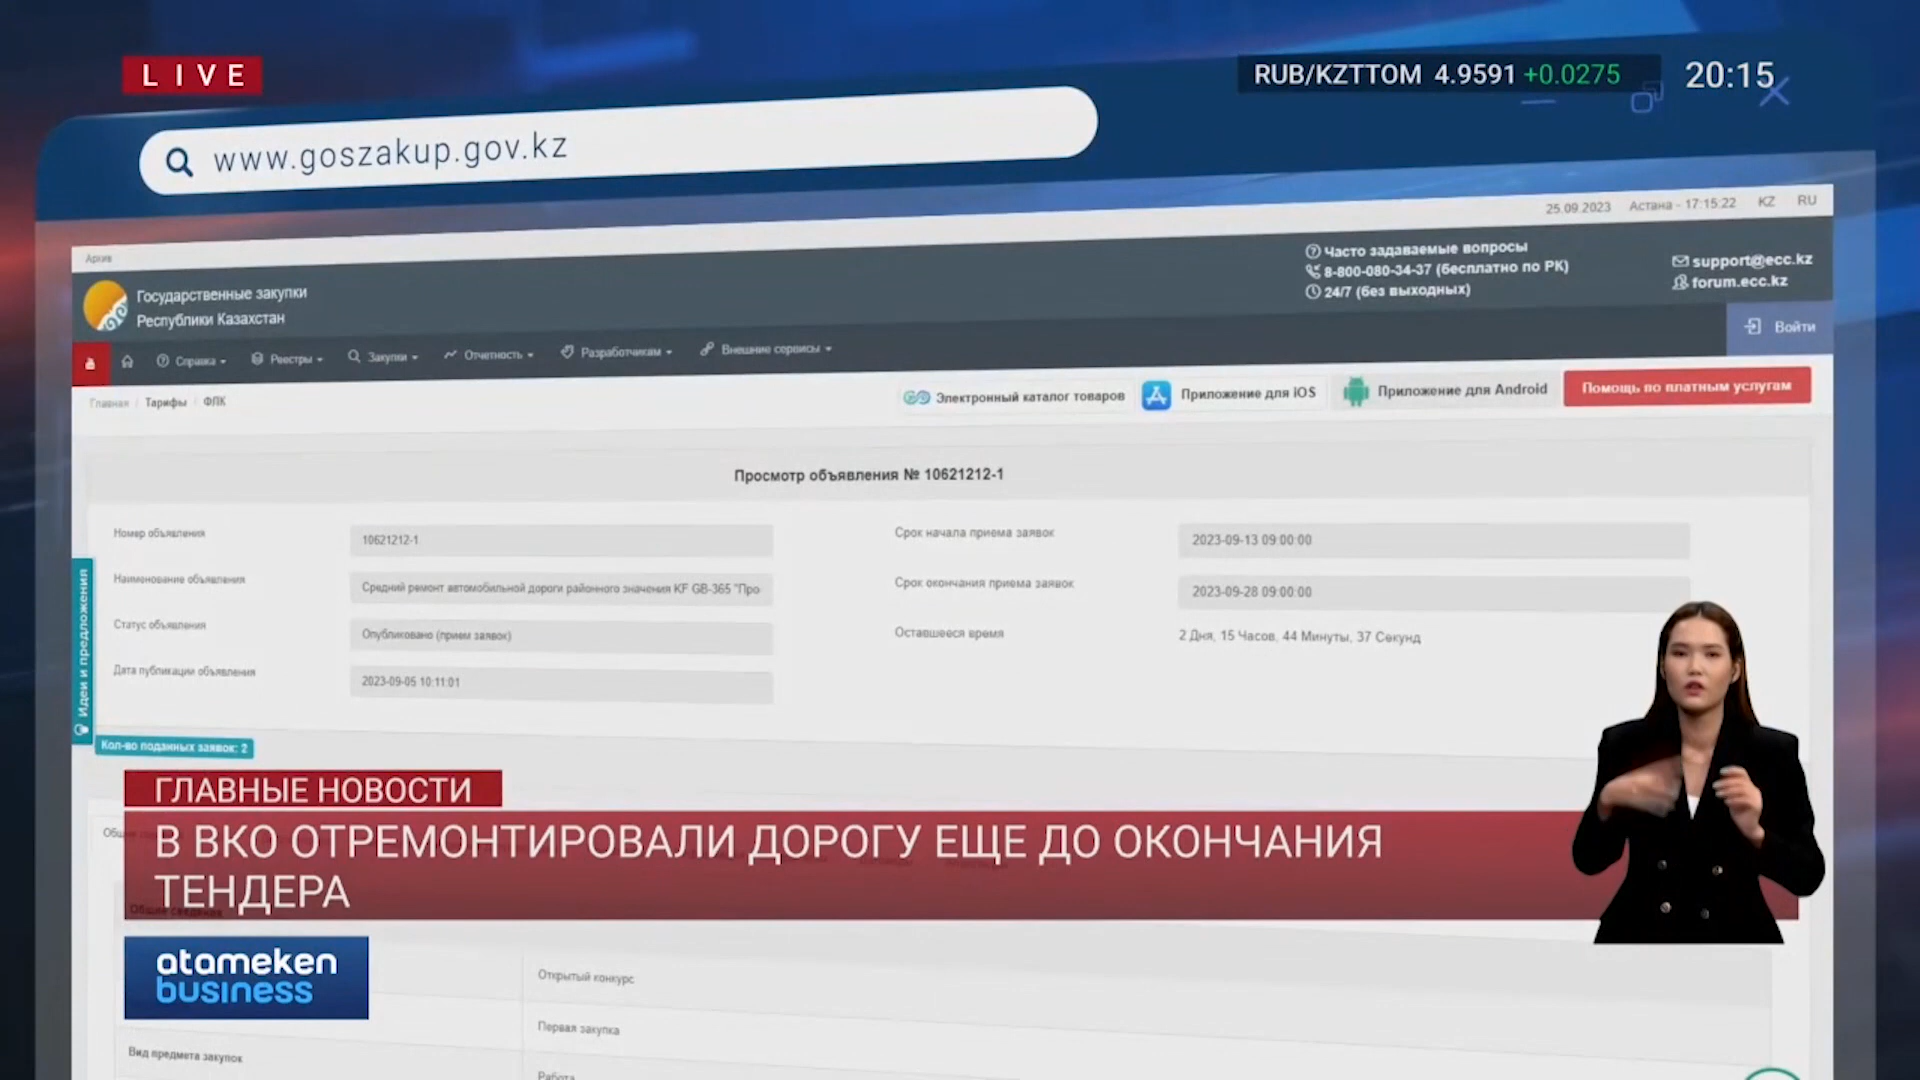 LIVE
RUB/KZTTOM 4.9591 +0.0275
20:15
www.goszakup.gov.kz
25.09.2023 Астана - 17:15:22 KZ RU
Архив
Государственные закупки
Республики Казахстан
Часто задаваемые вопросы
8-800-080-34-37 (бесплатно по РК)
24/7 (без выходных)
support@ecc.kz
forum.ecc.kz
Войти
Справка Реестры Закупки Отчетность Разработчикам Внешние сервисы
Главная / Тарифы / ФЛК
Электронный каталог товаров
Приложение для iOS
Приложение для Android
Помощь по платным услугам
Просмотр объявления № 10621212-1
Номер объявления
10621212-1
Наименование объявления
Средний ремонт автомобильной дороги районного значения KF GB-365 "Про
Статус объявления
Опубликовано (прием заявок)
Дата публикации объявления
2023-09-05 10:11:01
Срок начала приема заявок
2023-09-13 09:00:00
Срок окончания приема заявок
2023-09-28 09:00:00
Оставшееся время
2 Дня, 15 Часов, 44 Минуты, 37 Секунд
Идеи и предложения
Кол-во поданных заявок: 2
ГЛАВНЫЕ НОВОСТИ
В ВКО ОТРЕМОНТИРОВАЛИ ДОРОГУ ЕЩЕ ДО ОКОНЧАНИЯ
ТЕНДЕРА
Общие сведения
atameken
business
Открытый конкурс
Первая закупка
Вид предмета закупок
Работа